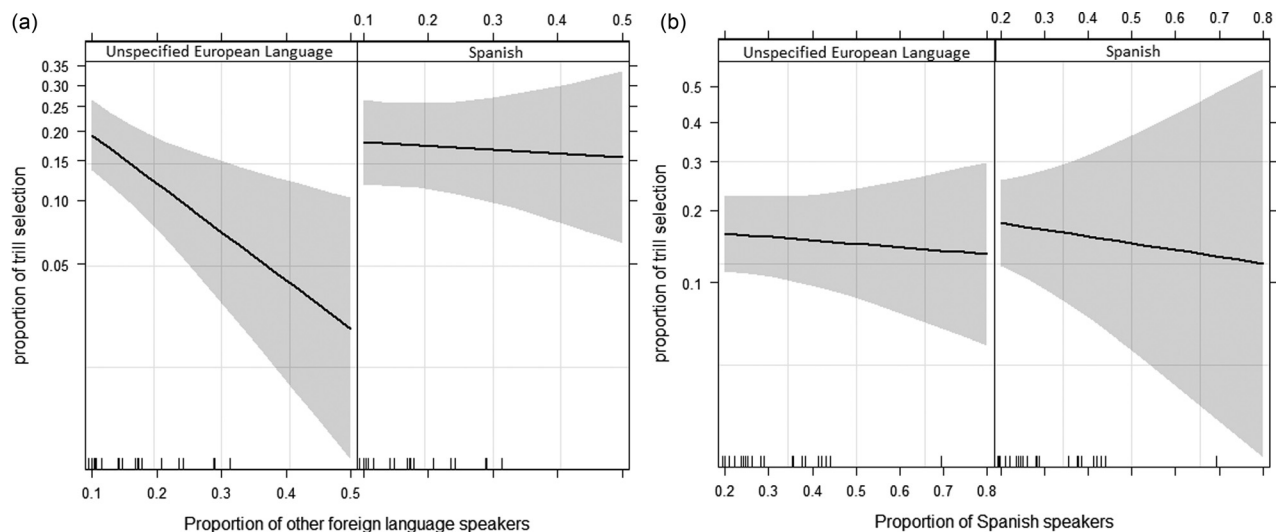 (a)
0.1 0.2 0.3 0.4 0.5
Unspecified European Language Spanish
0.35
0.30
0.25
0.20
0.15
0.10
0.05
proportion of trill selection
0.1 0.2 0.3 0.4 0.5
Proportion of other foreign language speakers
(b)
0.2 0.3 0.4 0.5 0.6 0.7 0.8
Unspecified European Language Spanish
0.5
0.4
0.3
0.2
0.1
proportion of trill selection
0.2 0.3 0.4 0.5 0.6 0.7 0.8
Proportion of Spanish speakers